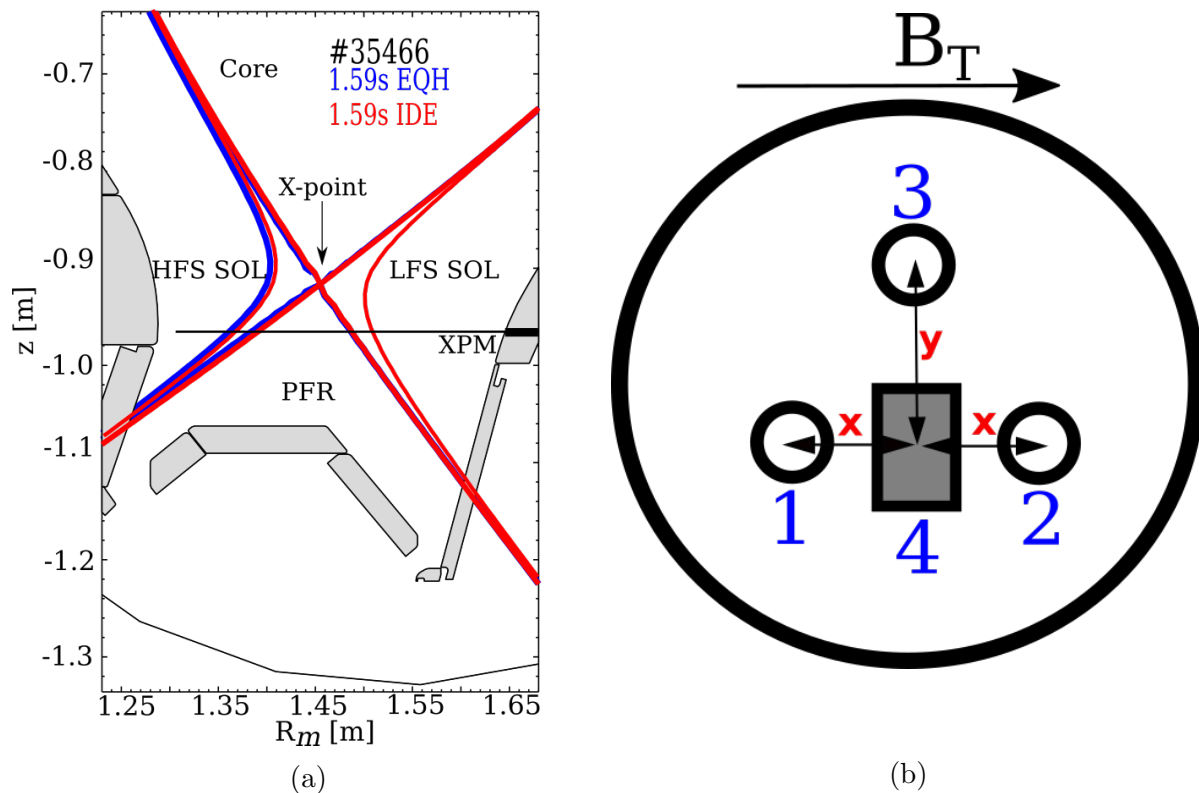 #35466
1.59s EQH
1.59s IDE
Core
X-point
HFS SOL
LFS SOL
XPM
PFR
z [m]
-0.7
-0.8
-0.9
-1.0
-1.1
-1.2
-1.3
1.25 1.35 1.45 1.55 1.65
Rm [m]
(a)
BT
3
y
x x
1 2
4
(b)